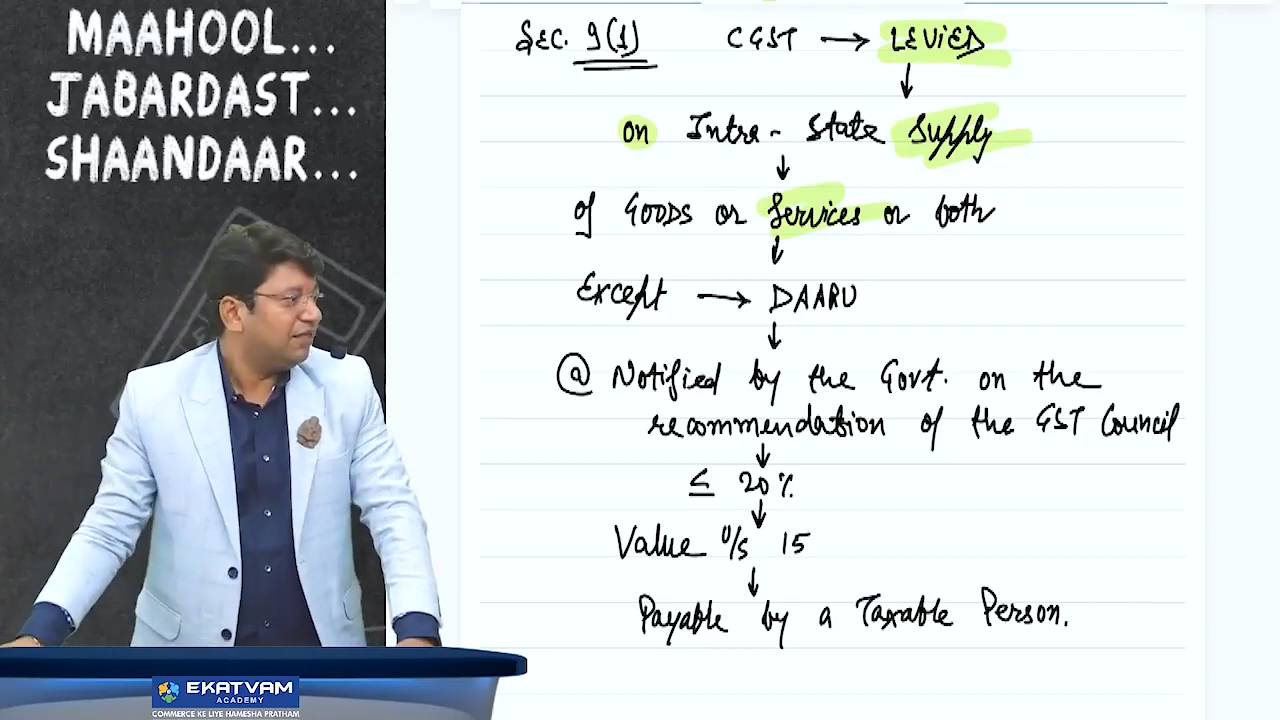 MAAHOOL...
JABARDAST...
SHAANDAAR...
SEC. 9(1) CGST → LEVIED
↓
on Intra-State Supply
↓
of GOODS or Services or both
↓
Except → DAARU
↓
@ Notified by the Govt. on the
recommendation of the GST Council
↓
≤ 20%
↓
Value u/s 15
↓
Payable by a Taxable Person.
EKATVAM
ACADEMY
COMMERCE KE LIYE HAMESHA PRATHAM